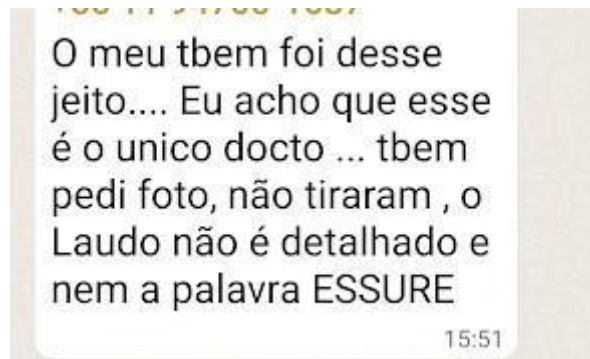 O meu tbem foi desse
jeito.... Eu acho que esse
é o unico docto ... tbem
pedi foto, não tiraram , o
Laudo não é detalhado e
nem a palavra ESSURE
15:51